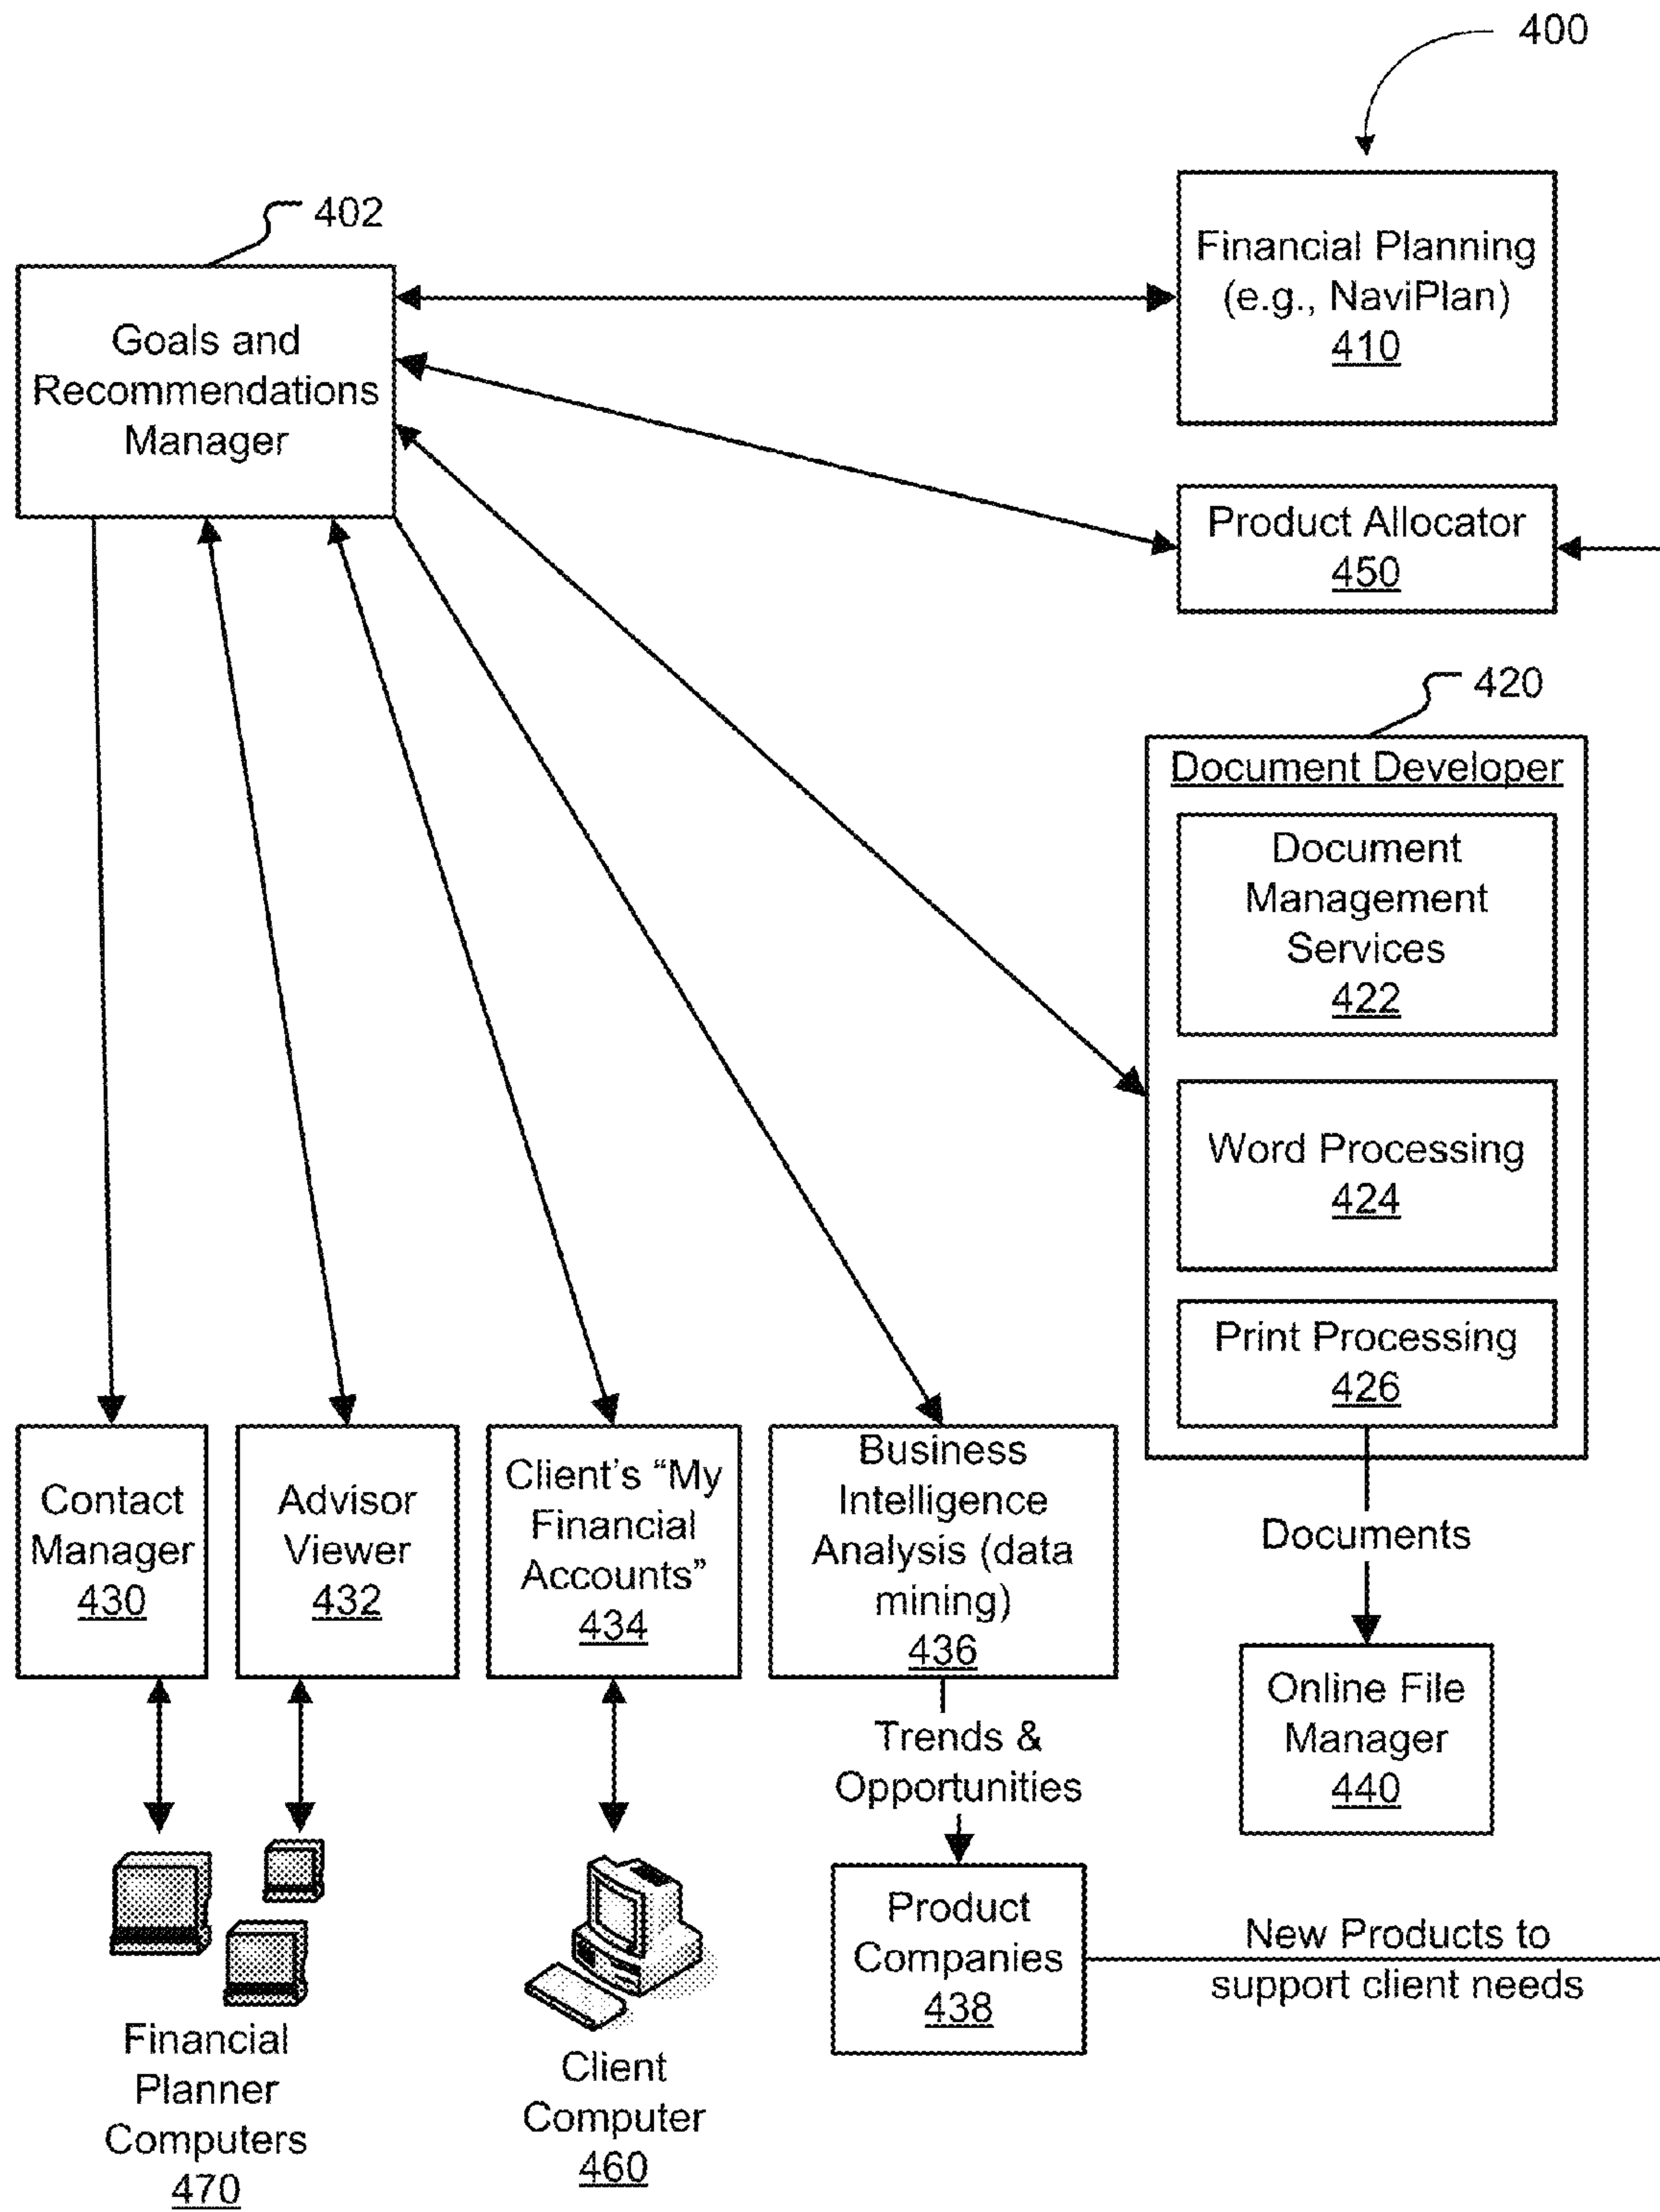 400
402
Goals and
Recommendations
Manager
Financial Planning
(e.g., NaviPlan)
410
Product Allocator
450
420
Document Developer
Document
Management
Services
422
Word Processing
424
Print Processing
426
Contact
Manager
430
Advisor
Viewer
432
Client's “My
Financial
Accounts”
434
Business
Intelligence
Analysis (data
mining)
436
Documents
Online File
Manager
440
Trends &
Opportunities
Product
Companies
438
New Products to
support client needs
Financial
Planner
Computers
470
Client
Computer
460